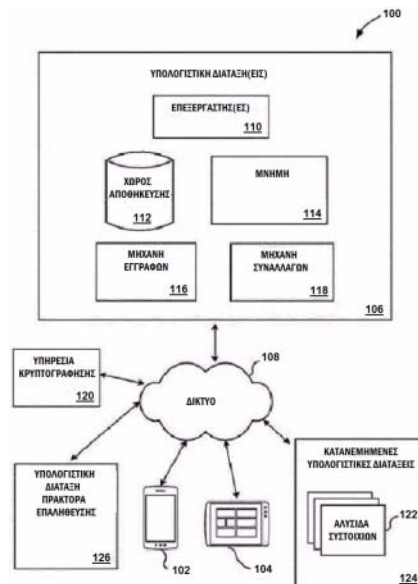 100
ΥΠΟΛΟΓΙΣΤΙΚΗ ΔΙΑΤΑΞΗ(ΕΙΣ)
ΕΠΕΞΕΡΓΑΣΤΗΣ(ΕΣ)
110
ΧΩΡΟΣ
ΑΠΟΘΗΚΕΥΣΗΣ
112
ΜΝΗΜΗ
114
ΜΗΧΑΝΗ
ΕΓΓΡΑΦΩΝ
116
ΜΗΧΑΝΗ
ΣΥΝΑΛΛΑΓΩΝ
118
106
ΥΠΗΡΕΣΙΑ
ΚΡΥΠΤΟΓΡΑΦΗΣΗΣ
120
108
ΔΙΚΤΥΟ
ΥΠΟΛΟΓΙΣΤΙΚΗ
ΔΙΑΤΑΞΗ
ΠΡΑΚΤΟΡΑ
ΕΠΑΛΗΘΕΥΣΗΣ
126
102
104
ΚΑΤΑΝΕΜΗΜΕΝΕΣ
ΥΠΟΛΟΓΙΣΤΙΚΕΣ ΔΙΑΤΑΞΕΙΣ
ΑΛΥΣΙΔΑ
ΣΥΣΤΟΙΧΙΩΝ
122
124